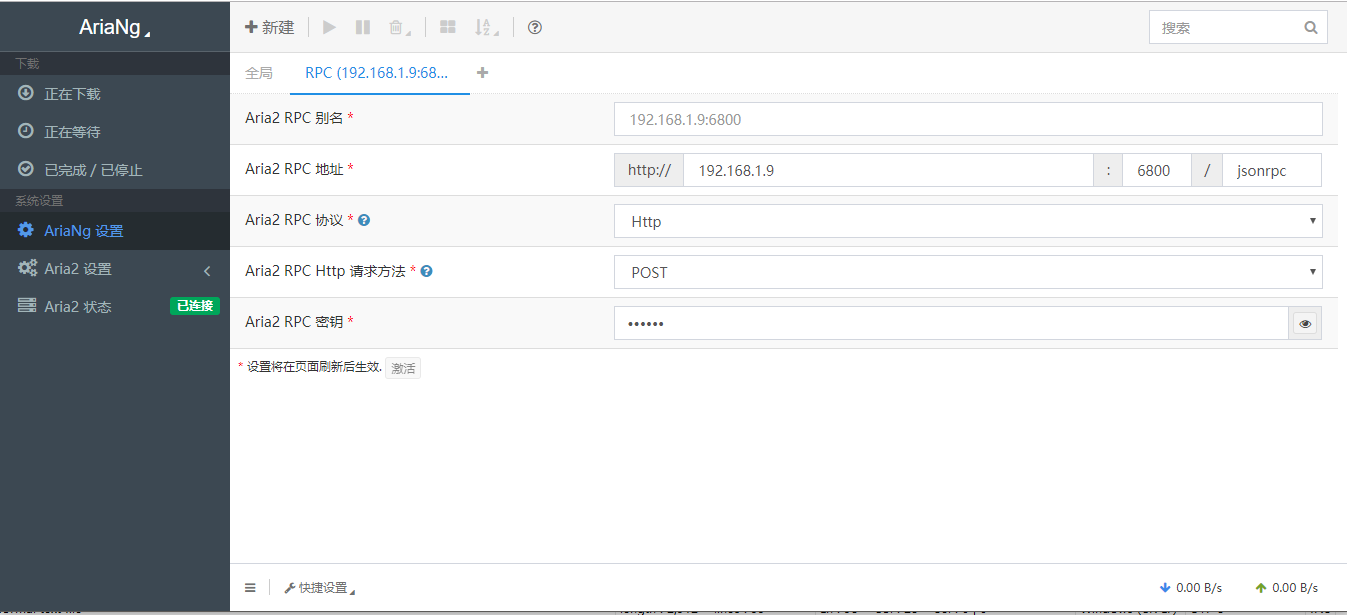 AriaNg
下载
正在下载
正在等待
已完成 / 已停止
系统设置
AriaNg 设置
Aria2 设置
Aria2 状态 已连接
新建
搜索
全局 RPC (192.168.1.9:68...
Aria2 RPC 别名 * 192.168.1.9:6800
Aria2 RPC 地址 * http:// 192.168.1.9 : 6800 / jsonrpc
Aria2 RPC 协议 * Http
Aria2 RPC Http 请求方法 * POST
Aria2 RPC 密钥 * ••••••
* 设置将在页面刷新后生效. 激活
快捷设置 0.00 B/s 0.00 B/s